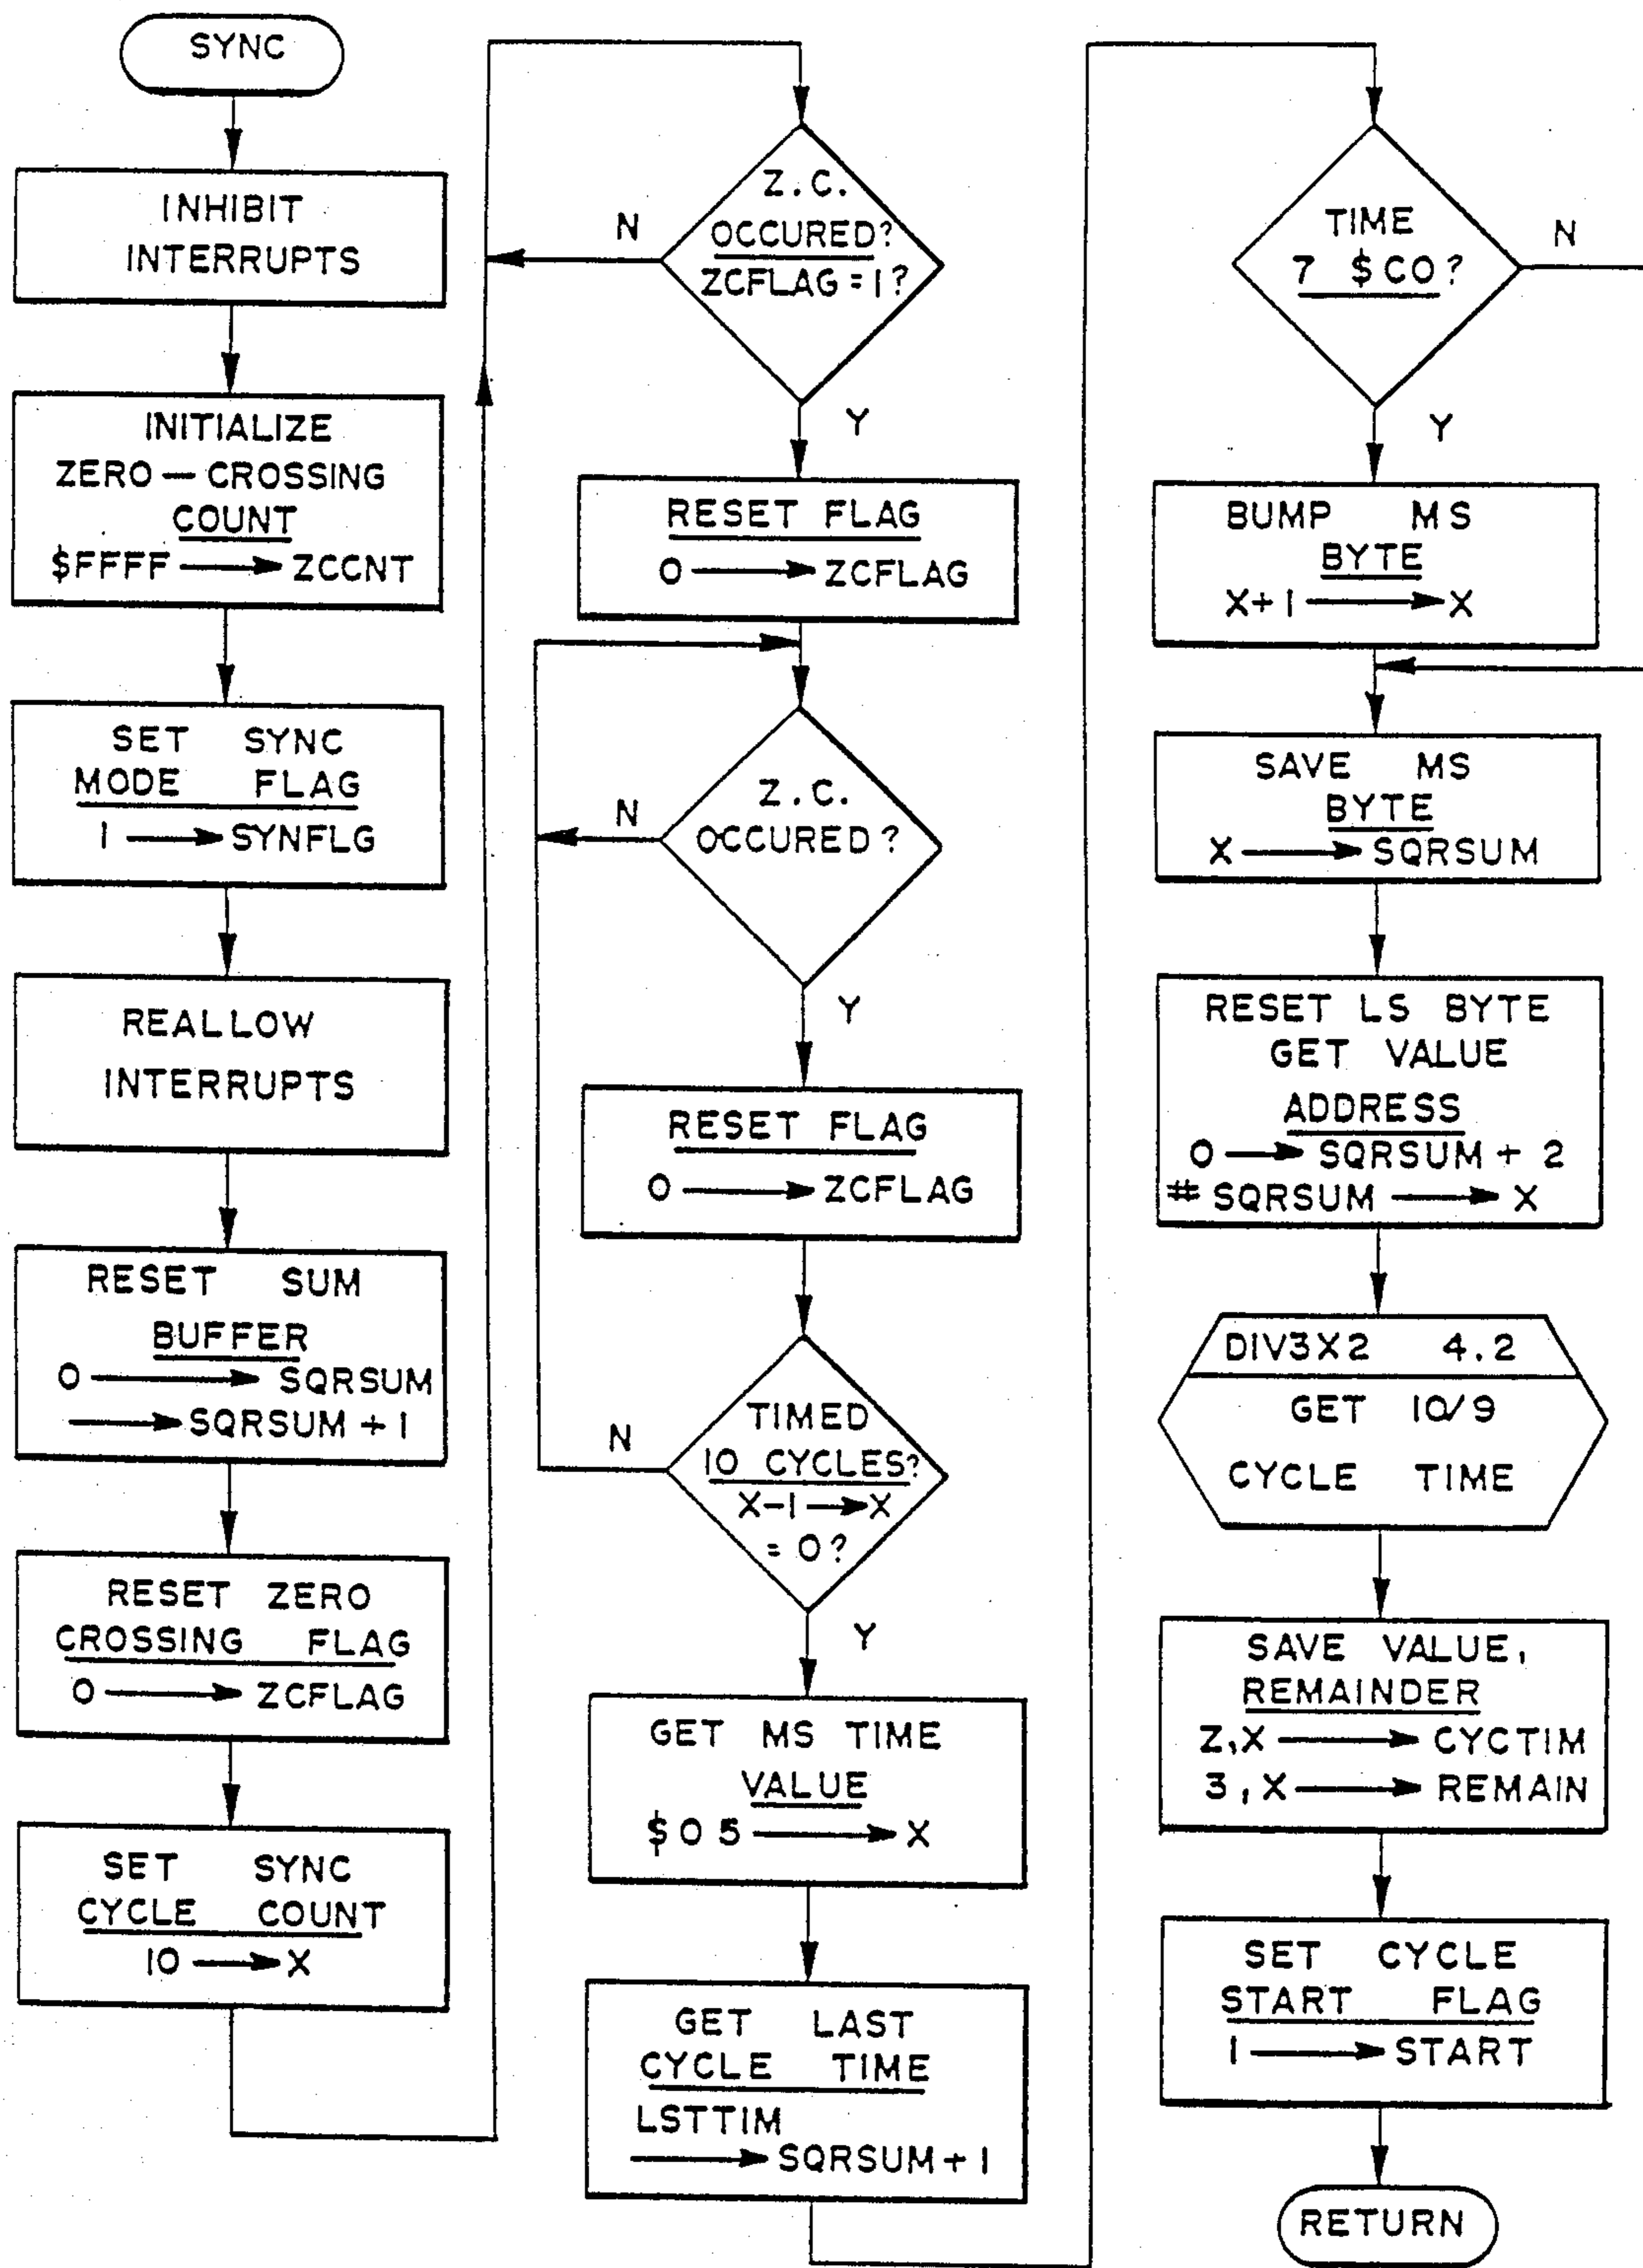 SYNC
INHIBIT
INTERRUPTS
INITIALIZE
ZERO — CROSSING
COUNT
$FFFF → ZCCNT
SET SYNC
MODE FLAG
1 → SYNFLG
REALLOW
INTERRUPTS
RESET SUM
BUFFER
0 → SQRSUM
→ SQRSUM + 1
RESET ZERO
CROSSING FLAG
0 → ZCFLAG
SET SYNC
CYCLE COUNT
10 → X
Z.C.
OCCURED?
ZCFLAG = 1?
N
Y
RESET FLAG
0 → ZCFLAG
Z.C.
OCCURED?
N
Y
RESET FLAG
0 → ZCFLAG
TIMED
10 CYCLES?
X-1 → X
= 0?
N
Y
GET MS TIME
VALUE
$05 → X
GET LAST
CYCLE TIME
LSTTIM
→ SQRSUM + 1
TIME
7 $CO?
N
Y
BUMP MS
BYTE
X+1 → X
SAVE MS
BYTE
X → SQRSUM
RESET LS BYTE
GET VALUE
ADDRESS
0 → SQRSUM + 2
# SQRSUM → X
DIV3X2 4.2
GET 10/9
CYCLE TIME
SAVE VALUE,
REMAINDER
Z,X → CYCTIM
3,X → REMAIN
SET CYCLE
START FLAG
1 → START
RETURN